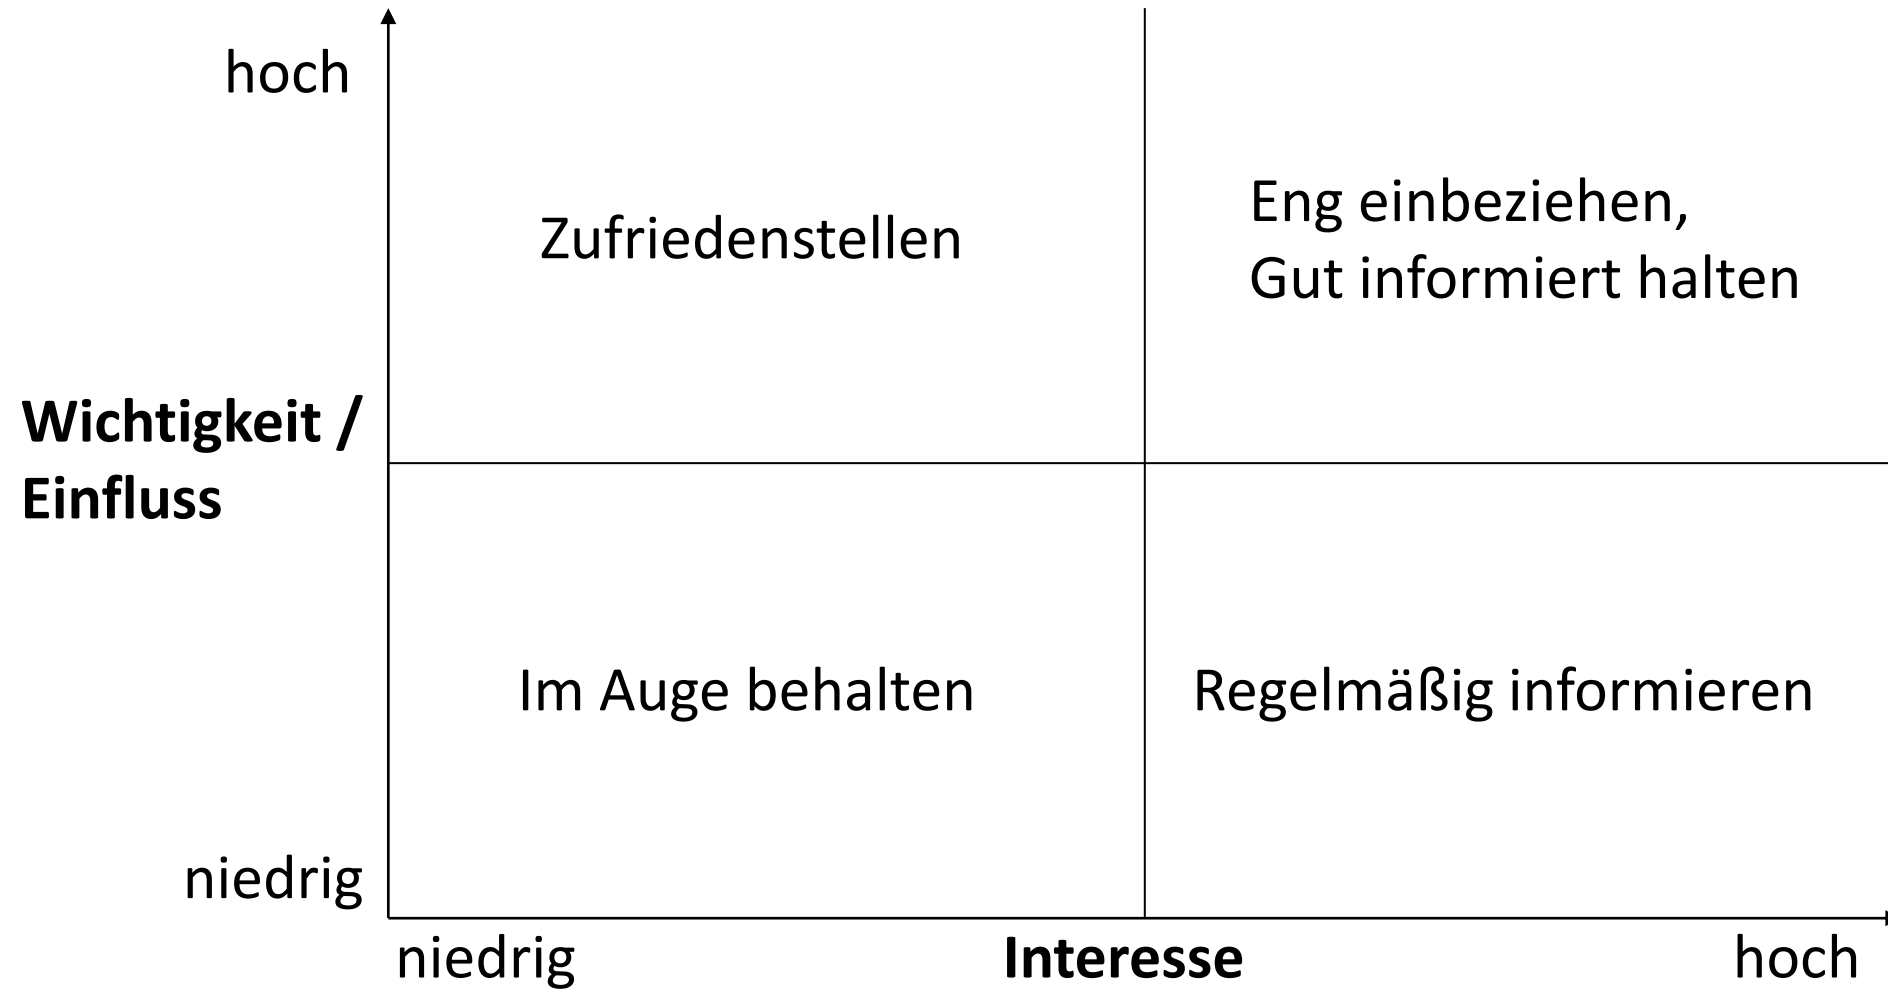 hoch
Zufriedenstellen
Eng einbeziehen,
Gut informiert halten
Wichtigkeit /
Einfluss
Im Auge behalten
Regelmäßig informieren
niedrig
niedrig
Interesse
hoch